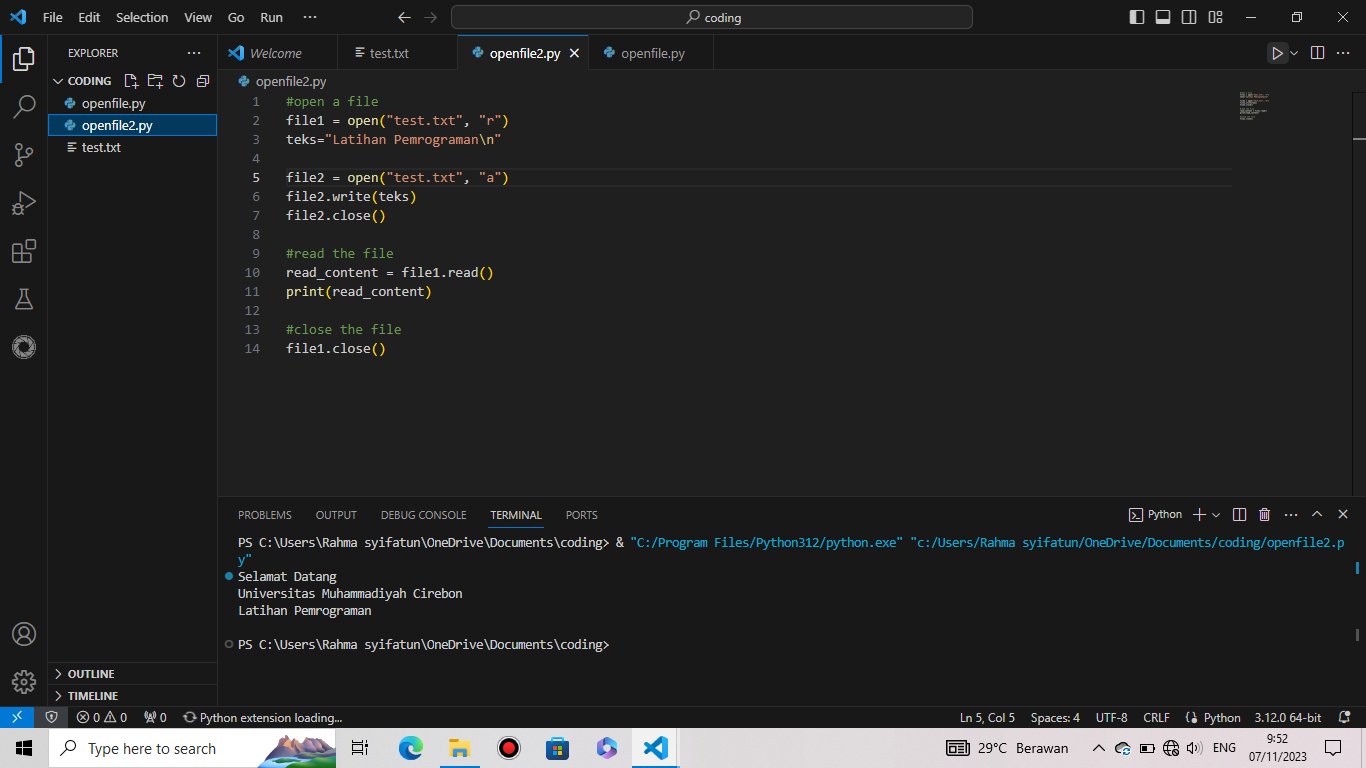 File Edit Selection View Go Run ··· coding
EXPLORER ···
CODING
openfile.py
openfile2.py
test.txt
OUTLINE
TIMELINE
Welcome test.txt openfile2.py openfile.py ···
openfile2.py
1 #open a file
2 file1 = open("test.txt", "r")
3 teks="Latihan Pemrograman\n"
4
5 file2 = open("test.txt", "a")
6 file2.write(teks)
7 file2.close()
8
9 #read the file
10 read_content = file1.read()
11 print(read_content)
12
13 #close the file
14 file1.close()
PROBLEMS OUTPUT DEBUG CONSOLE TERMINAL PORTS Python ···
PS C:\Users\Rahma syifatun\OneDrive\Documents\coding> & "C:/Program Files/Python312/python.exe" "c:/Users/Rahma syifatun/OneDrive/Documents/coding/openfile2.p
y"
Selamat Datang
Universitas Muhammadiyah Cirebon
Latihan Pemrograman
PS C:\Users\Rahma syifatun\OneDrive\Documents\coding>
0 0 0 Python extension loading... Ln 5, Col 5 Spaces: 4 UTF-8 CRLF Python 3.12.0 64-bit
Type here to search 29°C Berawan ENG 9:52
07/11/2023